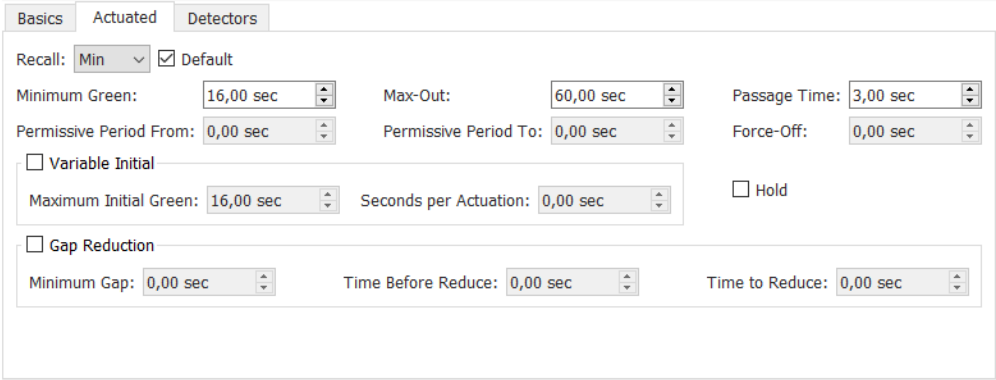 Basics Actuated Detectors
Recall: Min Default
Minimum Green: 16,00 sec Max-Out: 60,00 sec Passage Time: 3,00 sec
Permissive Period From: 0,00 sec Permissive Period To: 0,00 sec Force-Off: 0,00 sec
Variable Initial
Maximum Initial Green: 16,00 sec Seconds per Actuation: 0,00 sec
Hold
Gap Reduction
Minimum Gap: 0,00 sec Time Before Reduce: 0,00 sec Time to Reduce: 0,00 sec